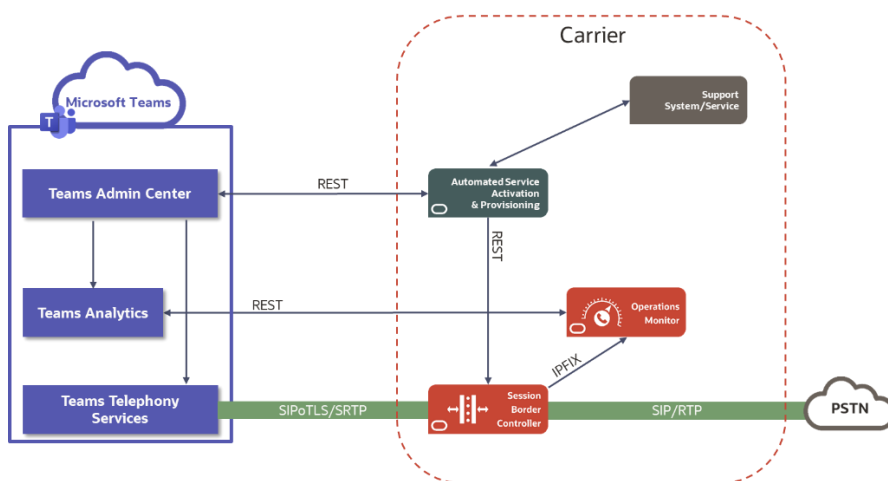 Carrier
Microsoft Teams
T
Support
System/Service
Teams Admin Center
REST
Automated Service
Activation
& Provisioning
REST
Teams Analytics
REST
Operations
Monitor
IPFIX
Teams Telephony
Services
SIPoTLS/SRTP
Session
Border
Controller
SIP/RTP
PSTN